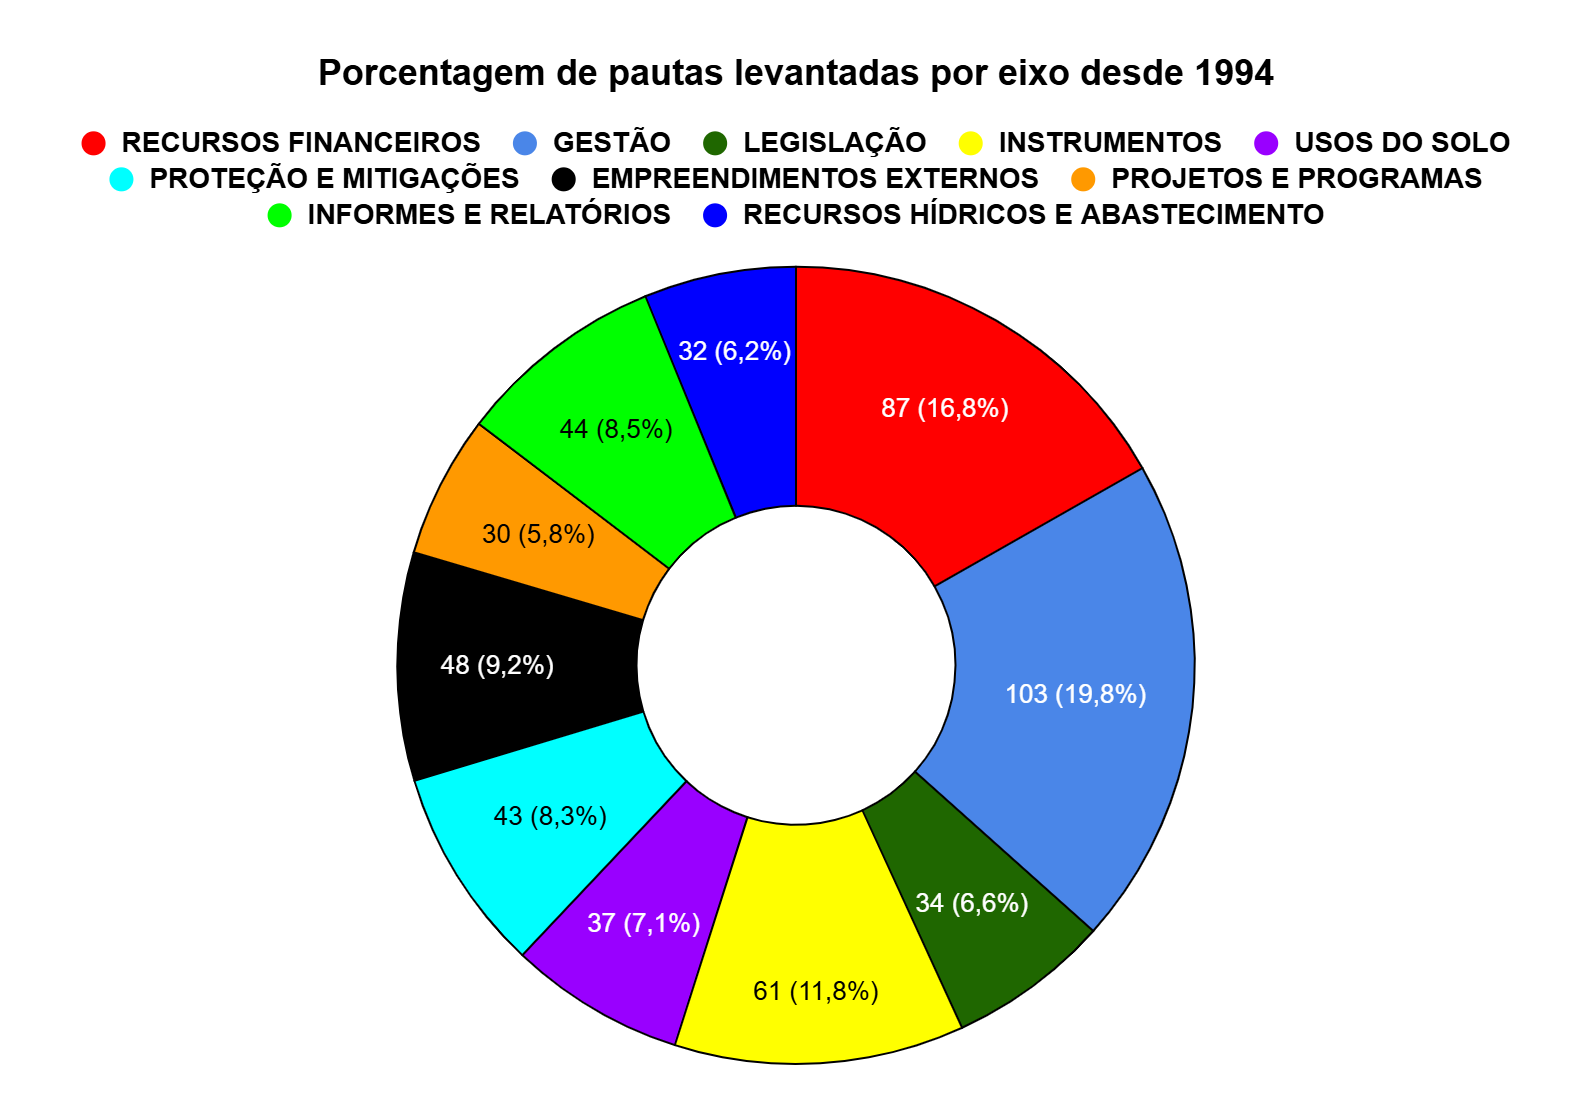 Porcentagem de pautas levantadas por eixo desde 1994
RECURSOS FINANCEIROS GESTÃO LEGISLAÇÃO INSTRUMENTOS USOS DO SOLO
PROTEÇÃO E MITIGAÇÕES EMPREENDIMENTOS EXTERNOS PROJETOS E PROGRAMAS
INFORMES E RELATÓRIOS RECURSOS HÍDRICOS E ABASTECIMENTO
32 (6,2%)
87 (16,8%)
44 (8,5%)
30 (5,8%)
48 (9,2%)
103 (19,8%)
43 (8,3%)
34 (6,6%)
37 (7,1%)
61 (11,8%)